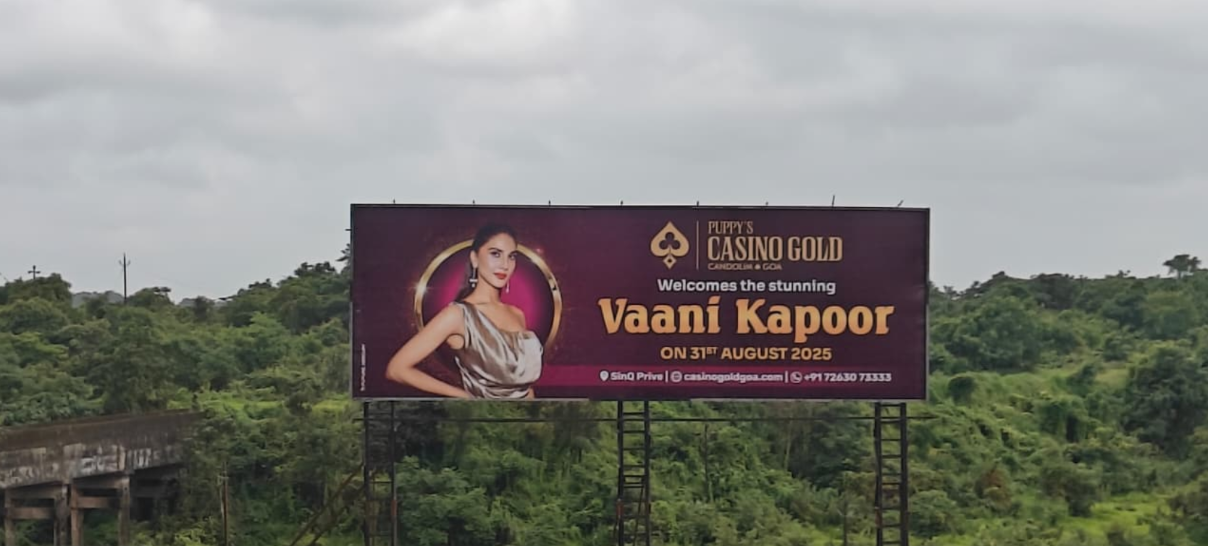 PUPPY'S
CASINO GOLD
CANDOLIM ♠ GOA
Welcomes the stunning
Vaani Kapoor
ON 31ST AUGUST 2025
SinQ Prive | casinogoldgoa.com | +91 72630 73333